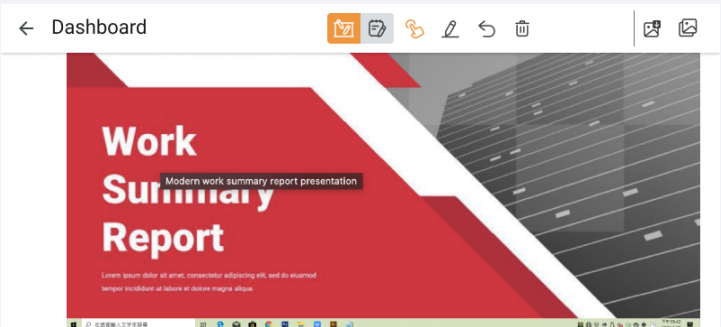 Dashboard
Work
Summary
Report
Modern work summary report presentation
Lorem ipsum dolor sit amet, consectetur adipiscing elit, sed do eiusmod
tempor incididunt ut labore et dolore magna aliqua.